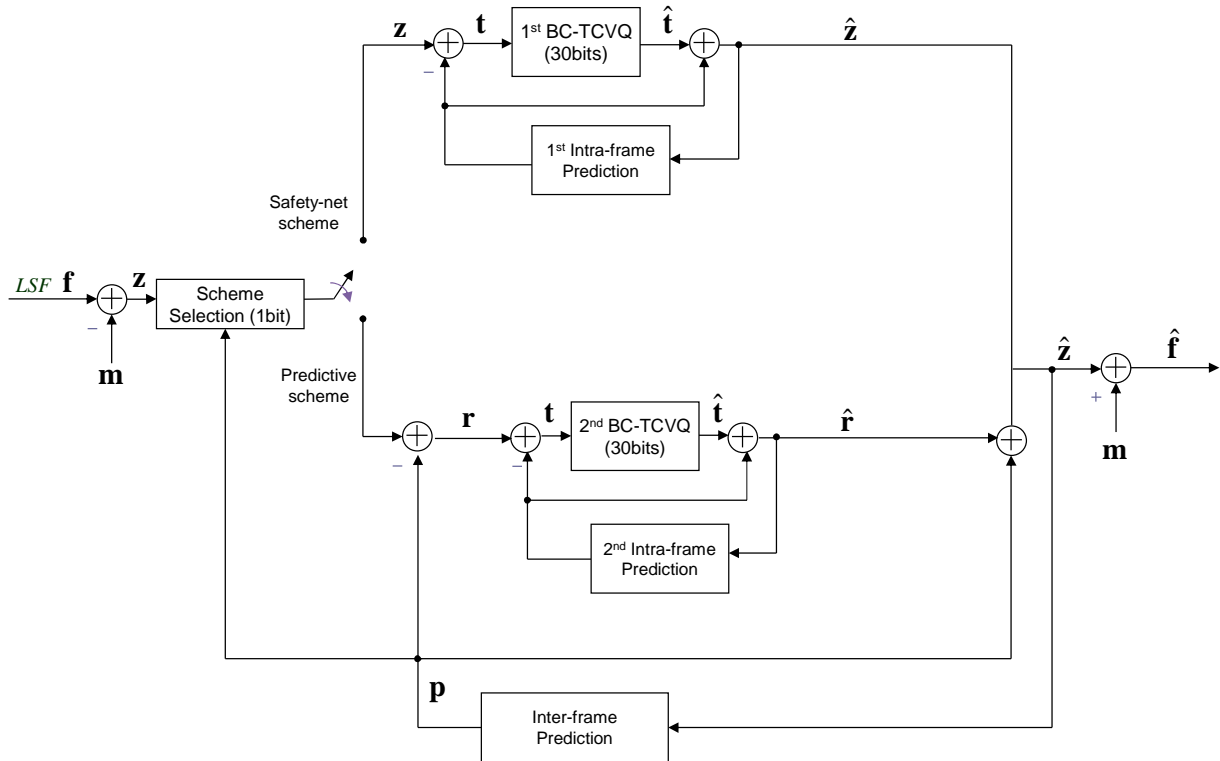 z
−
t
1st BC-TCVQ
(30bits)
t̂
ẑ
1st Intra-frame
Prediction
Safety-net
scheme
LSF f
−
m
z
Scheme
Selection (1bit)
Predictive
scheme
−
r
−
t
2nd BC-TCVQ
(30bits)
t̂
r̂
2nd Intra-frame
Prediction
ẑ
+
m
f̂
p
Inter-frame
Prediction